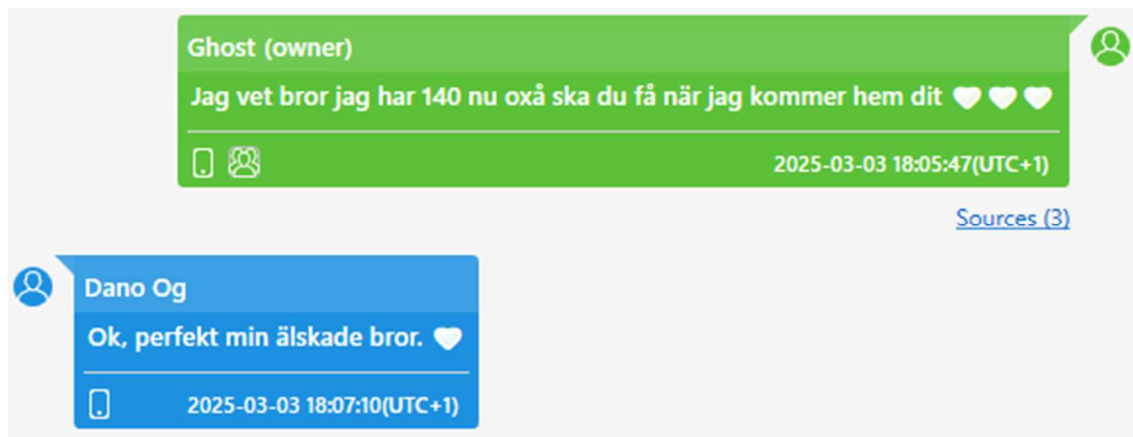 Ghost (owner)
Jag vet bror jag har 140 nu oxå ska du få när jag kommer hem dit 🤍🤍🤍
2025-03-03 18:05:47(UTC+1)
Sources (3)
Dano Og
Ok, perfekt min älskade bror. 🤍
2025-03-03 18:07:10(UTC+1)